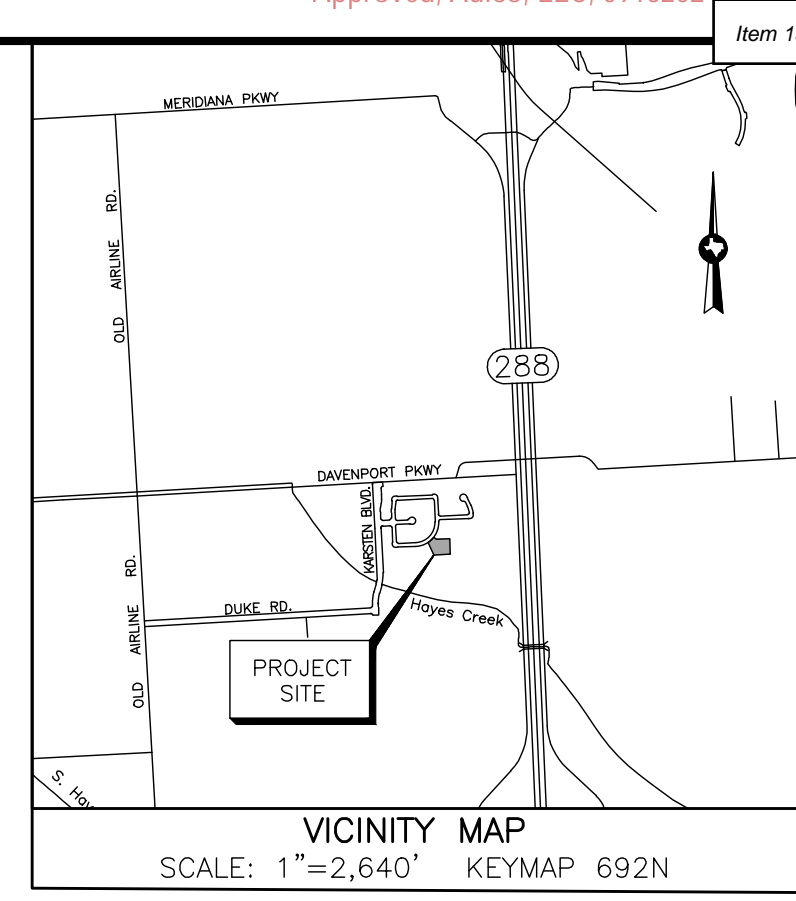 Item 1
MERIDIANA PKWY
OLD AIRLINE RD.
288
DAVENPORT PKWY
KARSTEN BLVD.
OLD AIRLINE RD.
DUKE RD.
Hayes Creek
PROJECT
SITE
S. Hay
VICINITY MAP
SCALE: 1"=2,640' KEYMAP 692N